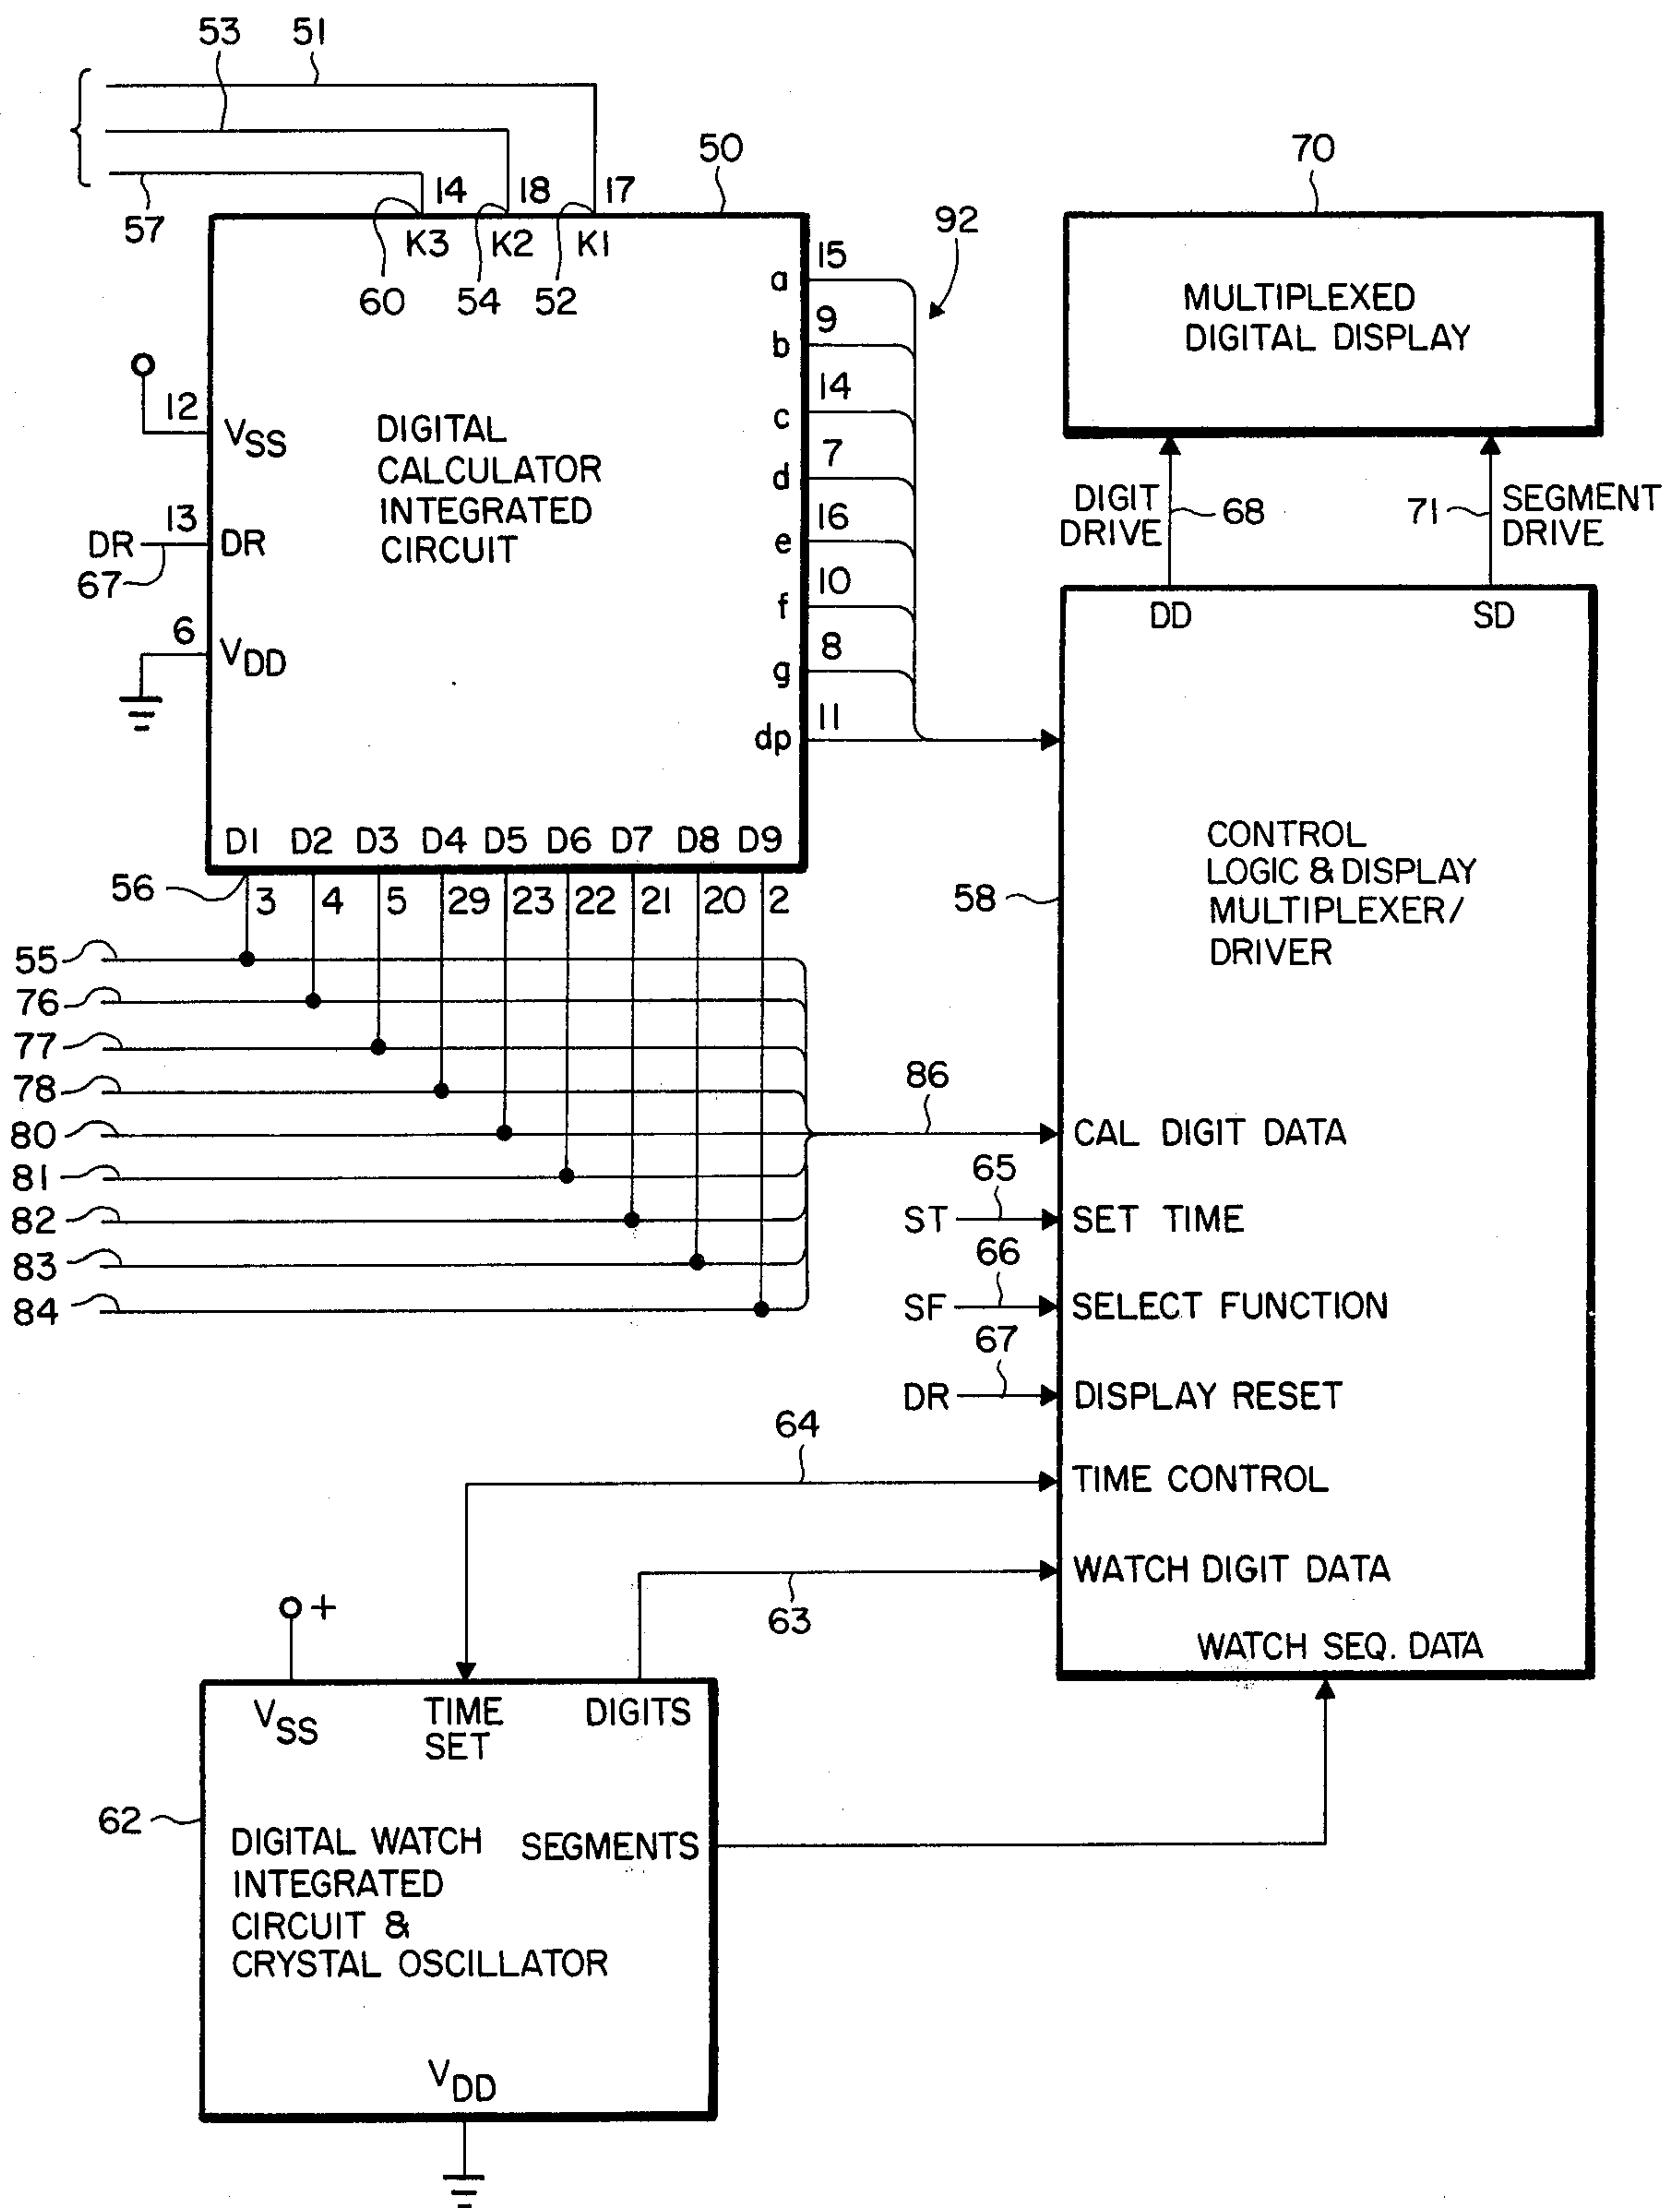 53 51
57
14 18 17
50
K3 K2 K1
60 54 52
92
70
MULTIPLEXED
DIGITAL DISPLAY
12
VSS
13
DR DR
67
6
VDD
DIGITAL
CALCULATOR
INTEGRATED
CIRCUIT
a 15
b 9
c 14
d 7
e 16
f 10
g 8
dp 11
DIGIT
DRIVE
68
71
SEGMENT
DRIVE
DD SD
D1 D2 D3 D4 D5 D6 D7 D8 D9
56
3 4 5 29 23 22 21 20 2
58
CONTROL
LOGIC & DISPLAY
MULTIPLEXER/
DRIVER
55
76
77
78
80
81
82
83
84
86
CAL DIGIT DATA
65
ST SET TIME
66
SF SELECT FUNCTION
67
DR DISPLAY RESET
64
TIME CONTROL
WATCH DIGIT DATA
63
WATCH SEQ. DATA
+
VSS
TIME
SET
DIGITS
62
DIGITAL WATCH
INTEGRATED
CIRCUIT &
CRYSTAL OSCILLATOR
SEGMENTS
VDD